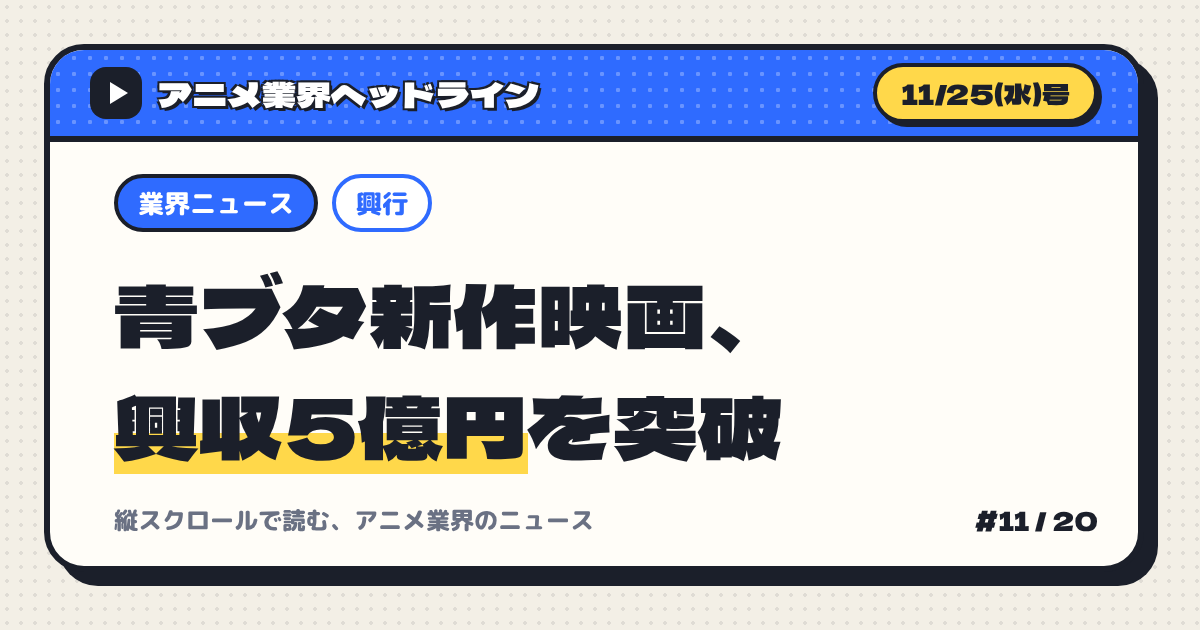 アニメ業界ヘッドライン
11/25(水)号
業界ニュース
興行
青ブタ新作映画、
興収5億円を突破
縦スクロールで読む、アニメ業界のニュース
#11 / 20